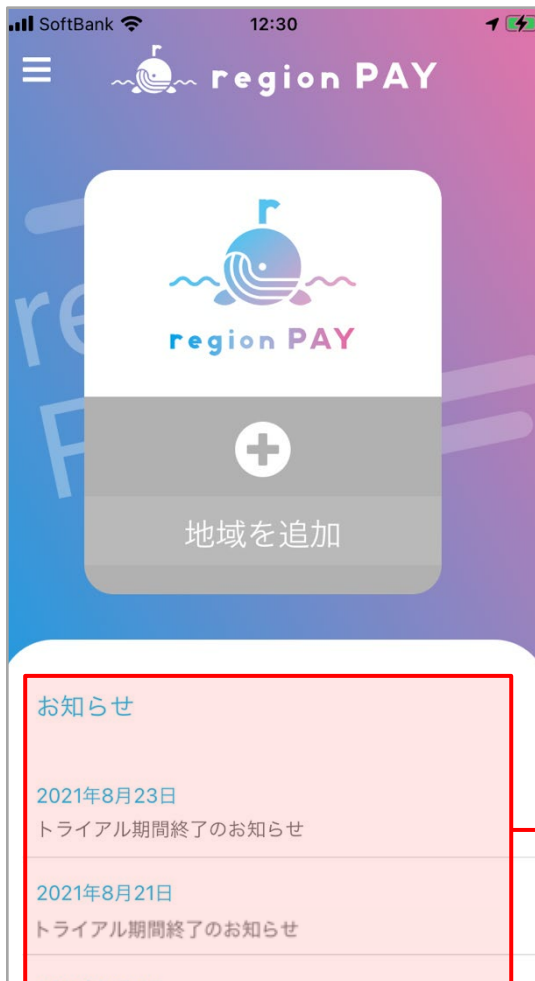 SoftBank 12:30
region PAY
region PAY
地域を追加
お知らせ
2021年8月23日
トライアル期間終了のお知らせ
2021年8月21日
トライアル期間終了のお知らせ